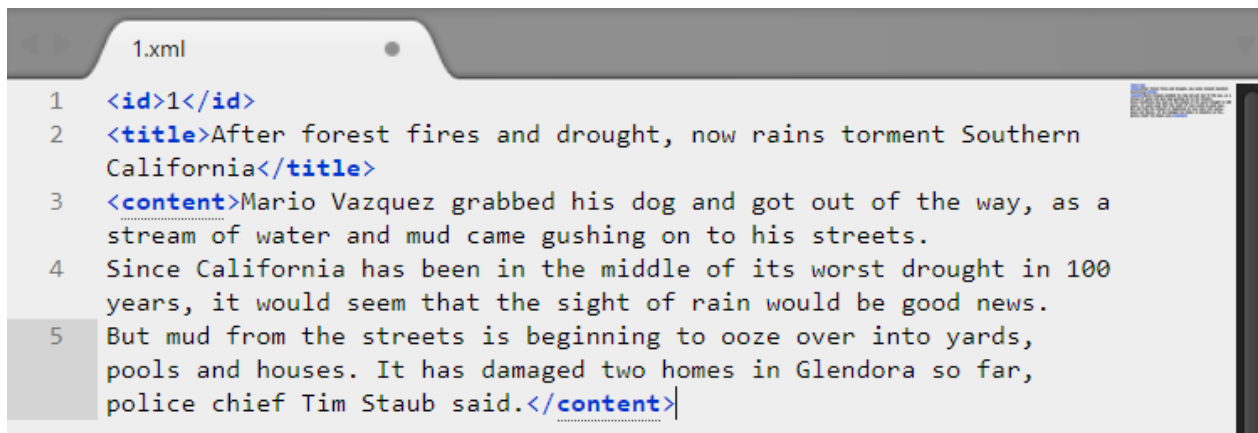 1.xml
1 <id>1</id>
2 <title>After forest fires and drought, now rains torment Southern
California</title>
3 <content>Mario Vazquez grabbed his dog and got out of the way, as a
stream of water and mud came gushing on to his streets.
4 Since California has been in the middle of its worst drought in 100
years, it would seem that the sight of rain would be good news.
5 But mud from the streets is beginning to ooze over into yards,
pools and houses. It has damaged two homes in Glendora so far,
police chief Tim Staub said.</content>